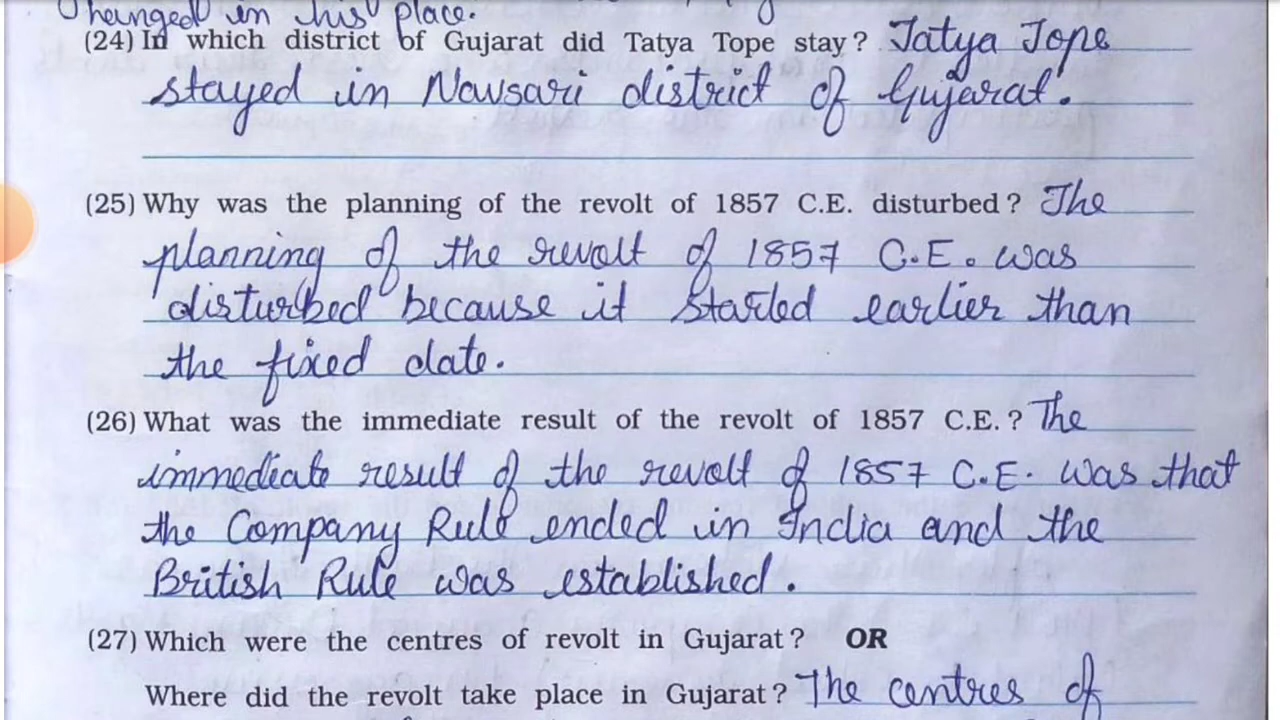 hanged in his place.
(24) In which district of Gujarat did Tatya Tope stay? Tatya Tope
stayed in Navsari district of Gujarat.
(25) Why was the planning of the revolt of 1857 C.E. disturbed? The
planning of the revolt of 1857 C.E. was
disturbed because it started earlier than
the fixed date.
(26) What was the immediate result of the revolt of 1857 C.E.? The
immediate result of the revolt of 1857 C.E. was that
the Company Rule ended in India and the
British Rule was established.
(27) Which were the centres of revolt in Gujarat? OR
Where did the revolt take place in Gujarat? The centres of